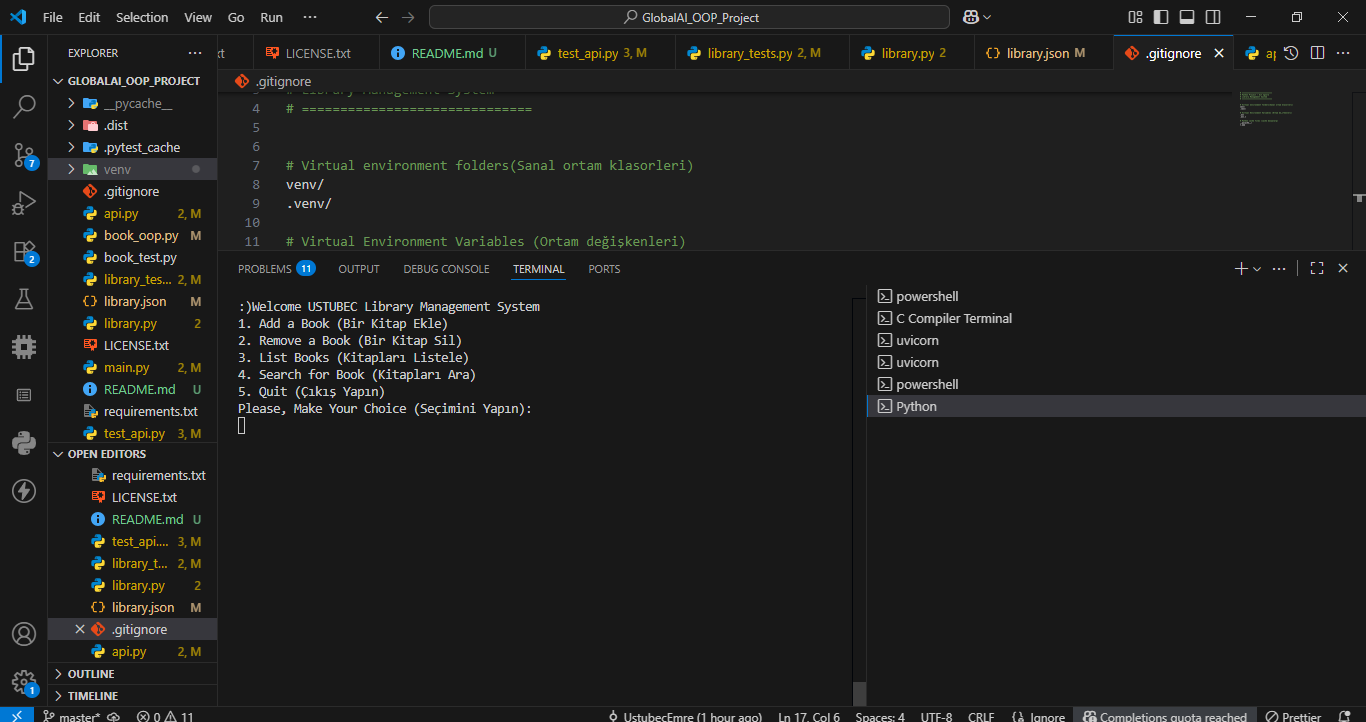 File Edit Selection View Go Run ··· GlobalAI_OOP_Project
EXPLORER ···
GLOBALAI_OOP_PROJECT
__pycache__
.dist
.pytest_cache
venv
.gitignore
api.py 2, M
book_oop.py M
book_test.py
library_tes... 2, M
library.json M
library.py 2
LICENSE.txt
main.py 2, M
README.md U
requirements.txt
test_api.py 3, M
OPEN EDITORS
requirements.txt
LICENSE.txt
README.md U
test_api.... 3, M
library_t... 2, M
library.py 2
library.json M
.gitignore
api.py 2, M
OUTLINE
TIMELINE
7
2
1
xt LICENSE.txt README.md U test_api.py 3, M library_tests.py 2, M library.py 2 library.json M .gitignore ap ···
.gitignore
3 # Library Management System
4 # ==============================
5
6
7 # Virtual environment folders(Sanal ortam klasorleri)
8 venv/
9 .venv/
10
11 # Virtual Environment Variables (Ortam değişkenleri)
PROBLEMS 11 OUTPUT DEBUG CONSOLE TERMINAL PORTS ···
:)Welcome USTUBEC Library Management System
1. Add a Book (Bir Kitap Ekle)
2. Remove a Book (Bir Kitap Sil)
3. List Books (Kitapları Listele)
4. Search for Book (Kitapları Ara)
5. Quit (Çıkış Yapın)
Please, Make Your Choice (Seçimini Yapın):
powershell
C Compiler Terminal
uvicorn
uvicorn
powershell
Python
master* 0 11 UstubecEmre (1 hour ago) Ln 17, Col 6 Spaces: 4 UTF-8 CRLF Ignore Completions quota reached Prettier